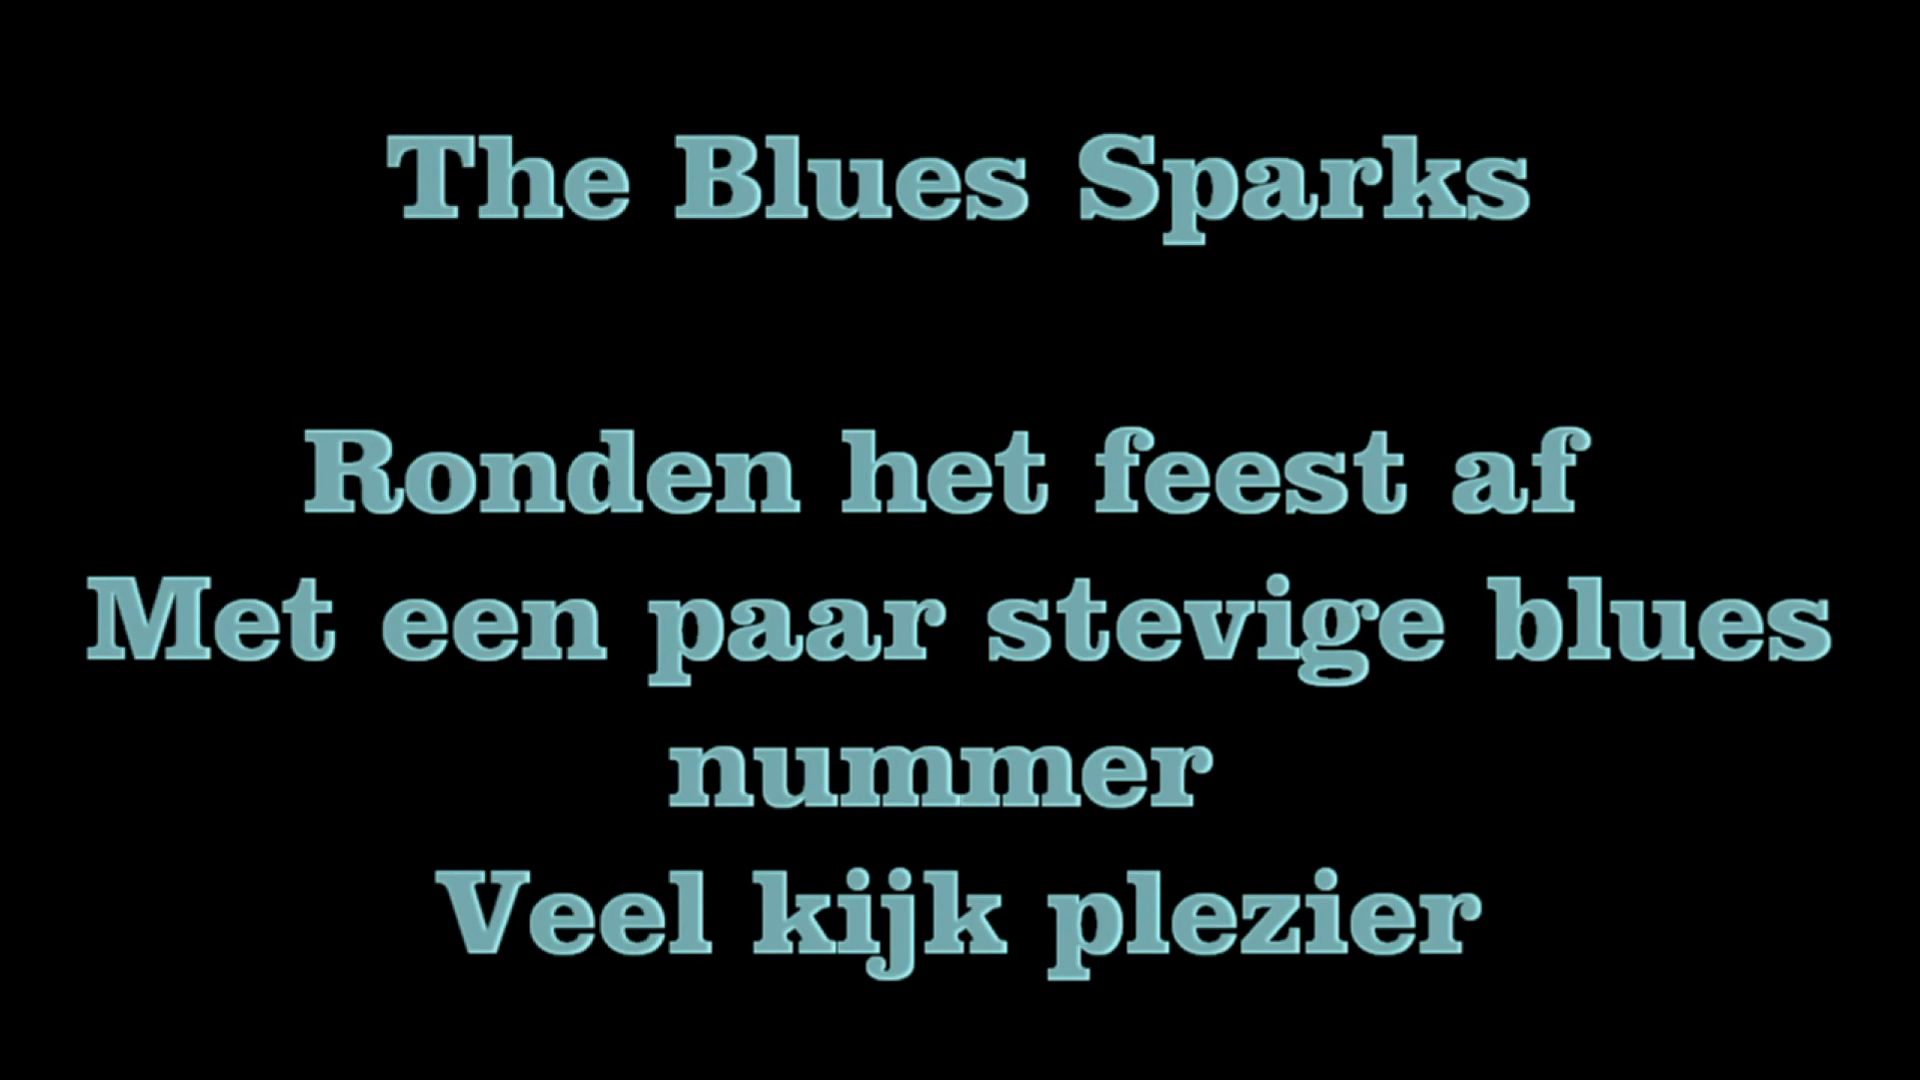 The Blues Sparks
Ronden het feest af
Met een paar stevige blues
nummer
Veel kijk plezier